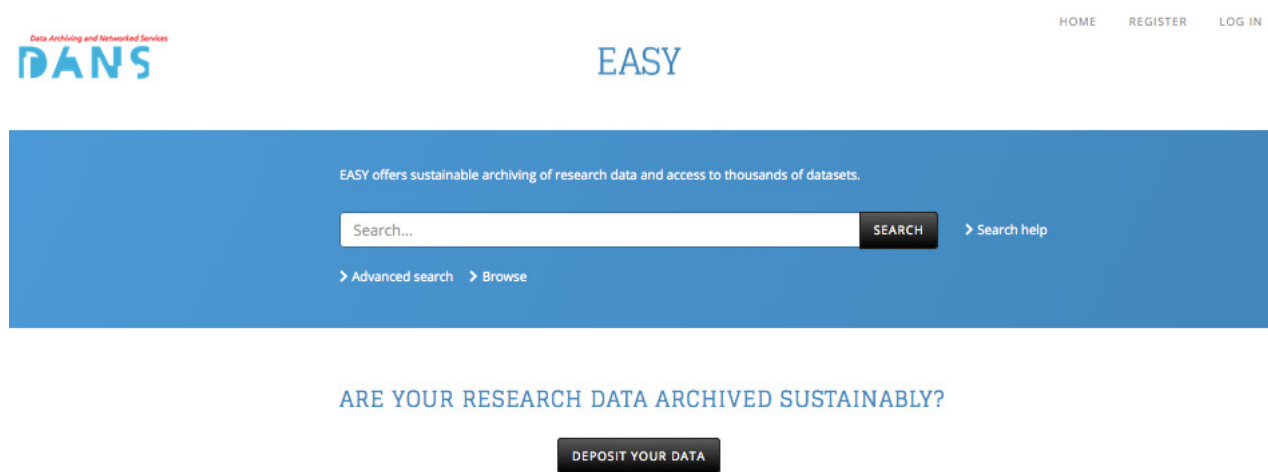 HOME REGISTER LOG IN
Data Archiving and Networked Services
DANS
EASY
EASY offers sustainable archiving of research data and access to thousands of datasets.
Search... SEARCH Search help
Advanced search Browse
ARE YOUR RESEARCH DATA ARCHIVED SUSTAINABLY?
DEPOSIT YOUR DATA